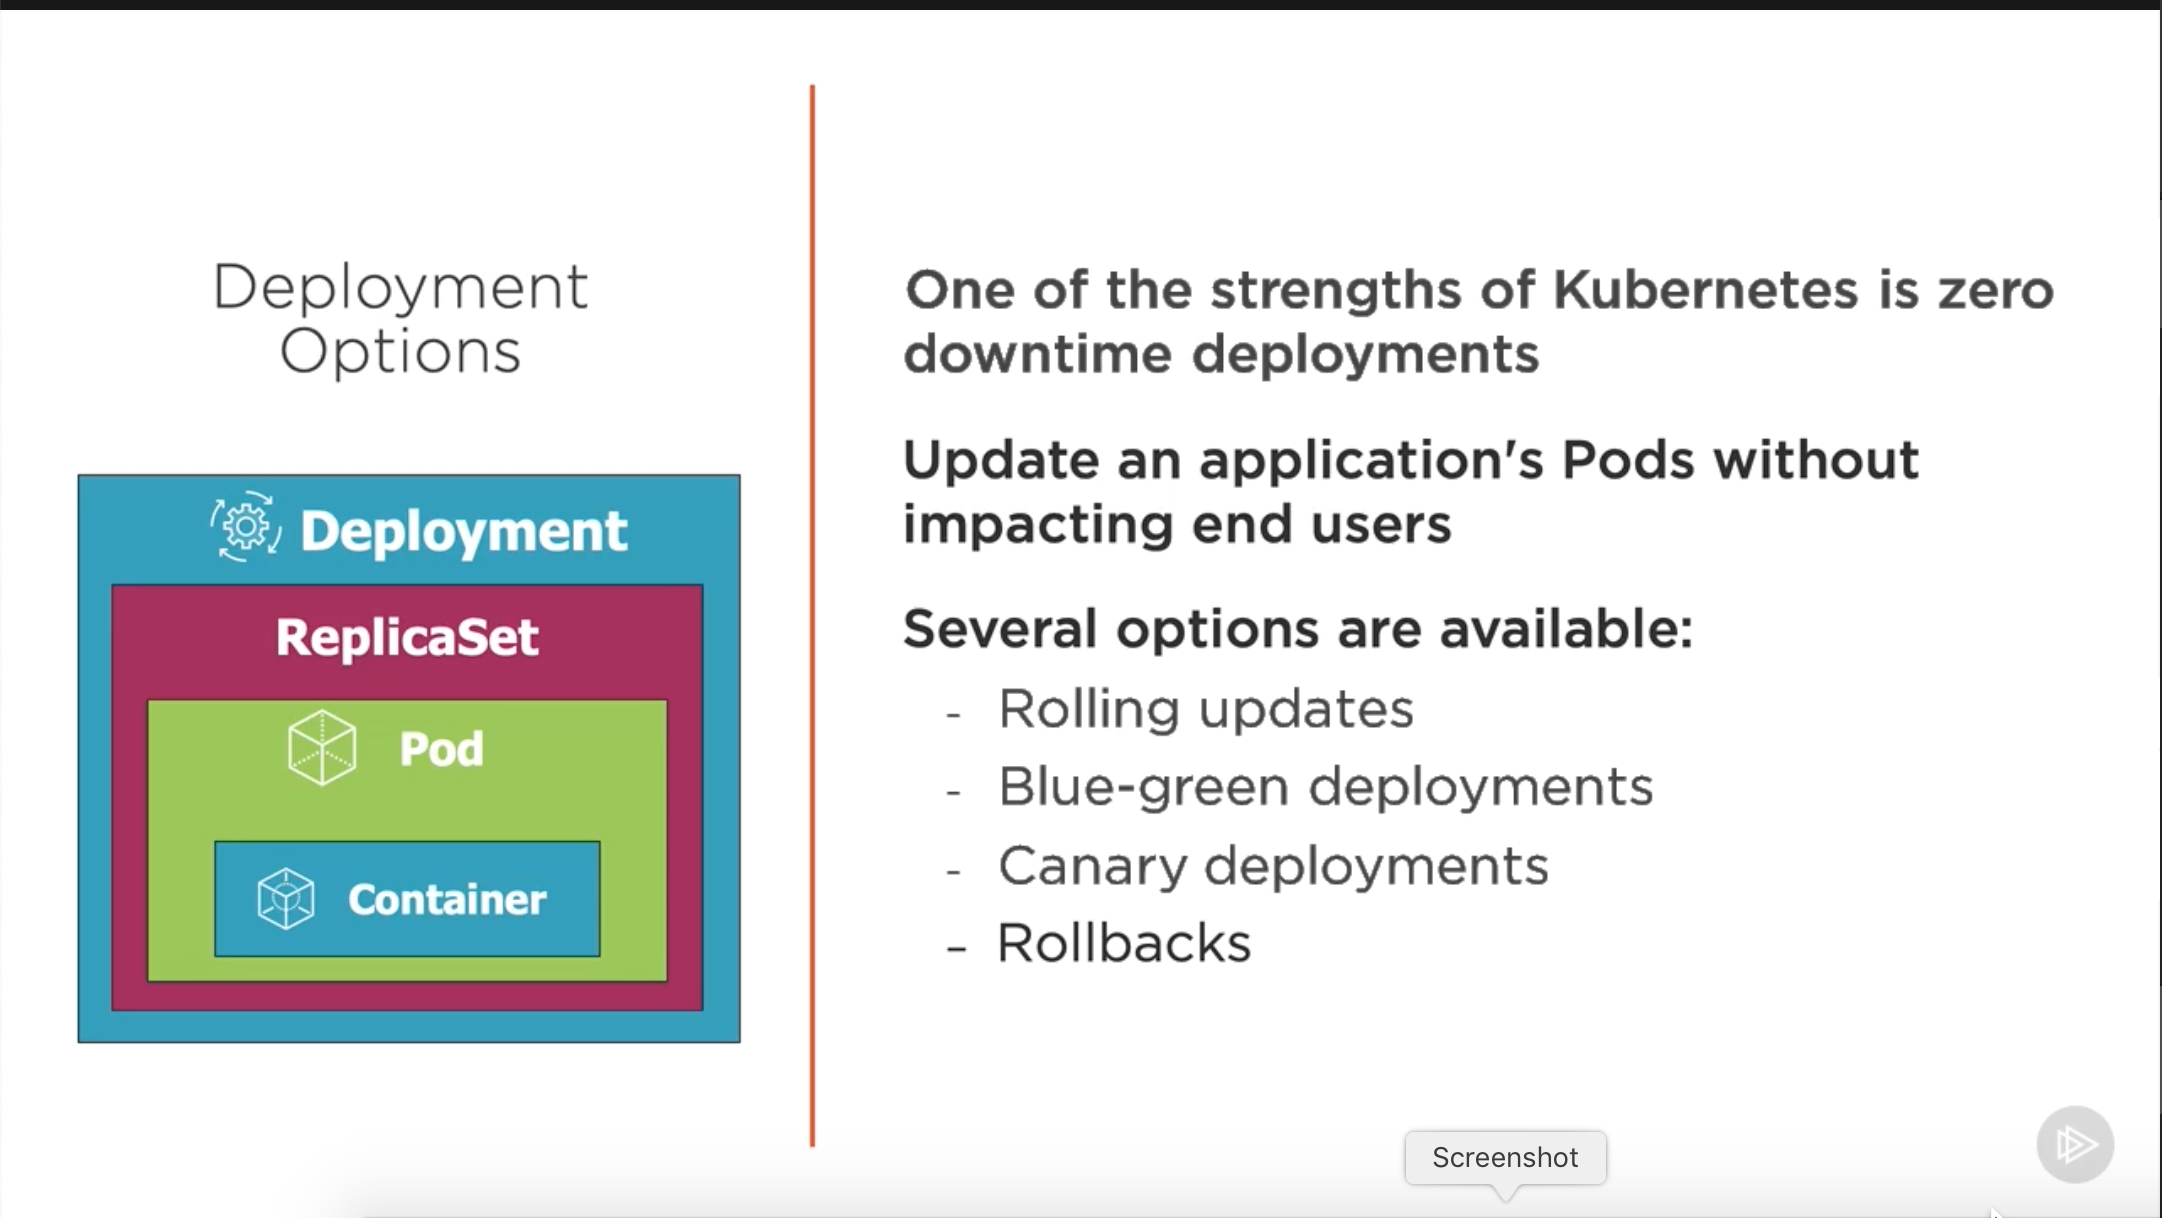 Deployment
Options
Deployment
ReplicaSet
Pod
Container
One of the strengths of Kubernetes is zero
downtime deployments
Update an application's Pods without
impacting end users
Several options are available:
- Rolling updates
- Blue-green deployments
- Canary deployments
- Rollbacks
Screenshot